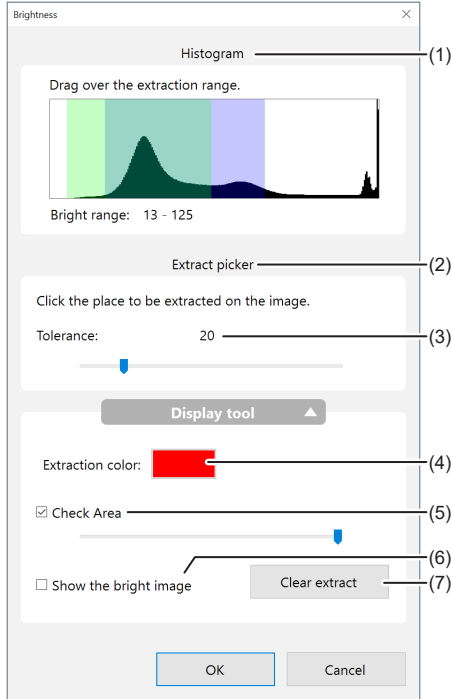 Brightness
Histogram (1)
Drag over the extraction range.
Bright range: 13 - 125
Extract picker (2)
Click the place to be extracted on the image.
Tolerance: 20 (3)
Display tool
Extraction color: (4)
Check Area (5)
(6)
Show the bright image Clear extract (7)
OK Cancel